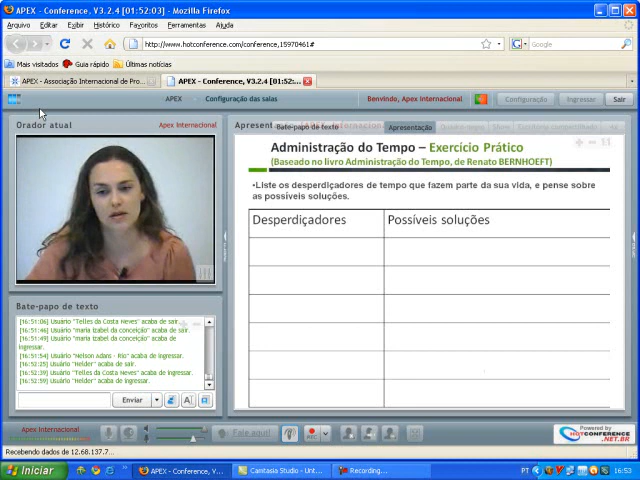 APEX - Conference, V3.2.4 [01:52:03] - Mozilla Firefox
Arquivo Editar Exibir Histórico Favoritos Ferramentas Ajuda
http://www.hotconference.com/conference,15970461#
Google
Mais visitados Guia rápido Últimas notícias
APEX - Associação Internacional de Pro...
APEX - Conference, V3.2.4 [01:52:...
APEX - Configuração das salas
Benvindo, Apex Internacional
Configuração
Ingressar
Sair
Orador atual
Apex Internacional
Bate-papo de texto
Apresentação
Administração do Tempo – Exercício Prático
(Baseado no livro Administração do Tempo, de Renato BERNHOEFT)
•Liste os desperdiçadores de tempo que fazem parte da sua vida, e pense sobre
as possíveis soluções.
Desperdiçadores
Possíveis soluções
Bate-papo de texto
[16:51:06] Usuário "Telles da Costa Neves" acaba de sair.
[16:51:46] Usuário "maria izabel da conceição" acaba de sair.
[16:51:49] Usuário "maria izabel da conceição" acaba de
ingressar.
[16:51:54] Usuário "Nelson Adans - Rio" acaba de ingressar.
[16:52:25] Usuário "Helder" acaba de sair.
[16:52:39] Usuário "Telles da Costa Neves" acaba de ingressar.
[16:52:59] Usuário "Helder" acaba de ingressar.
Enviar
Apex Internacional
Fale aqui!
REC
Powered by
HOTCONFERENCE
.NET.BR
Recebendo dados de 12.68.137.7...
Iniciar
APEX - Conference, V...
Camtasia Studio - Unt...
Recording...
PT
16:53